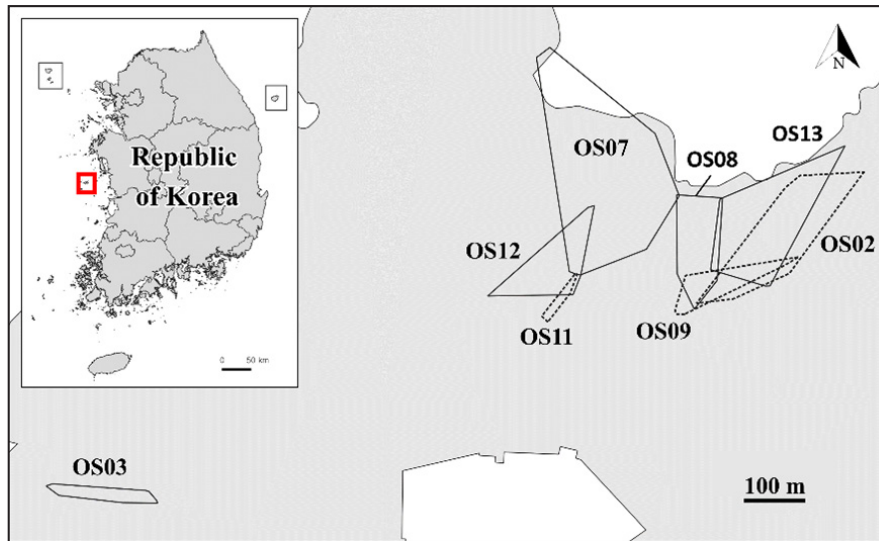 Republic
of Korea
0 50 km
N
OS13
OS08
OS07
OS12
OS02
OS09
OS11
OS03
100 m